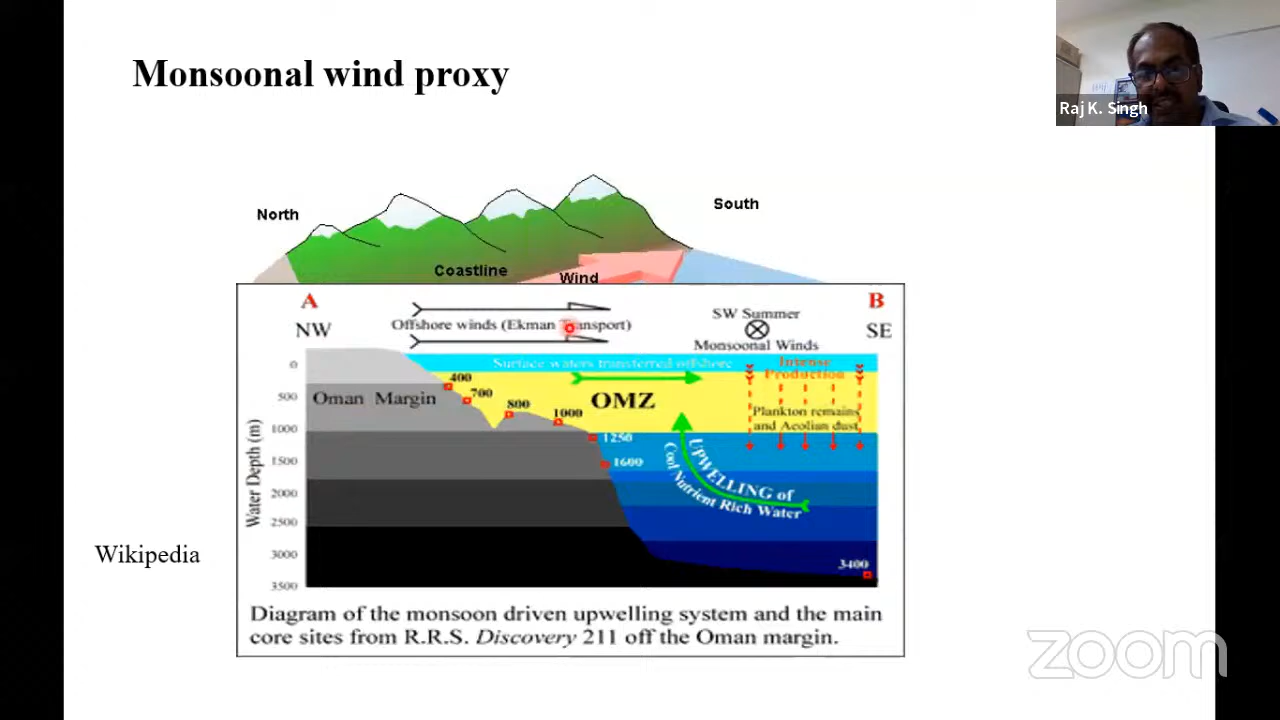 Monsoonal wind proxy
Raj K. Singh
North
South
Coastline
Wind
A
B
NW
Offshore winds (Ekman Transport)
SW Summer
Monsoonal Winds
SE
0
500
1000
1500
2000
2500
3000
3500
Water Depth (m)
Surface waters transferred offshore
Intense
Production
Oman Margin
400
700
800
1000
1250
1600
3400
OMZ
Plankton remains
and Aeolian dust
UPWELLING of
Cool Nutrient Rich Water
Wikipedia
Diagram of the monsoon driven upwelling system and the main
core sites from R.R.S. Discovery 211 off the Oman margin.
zoom